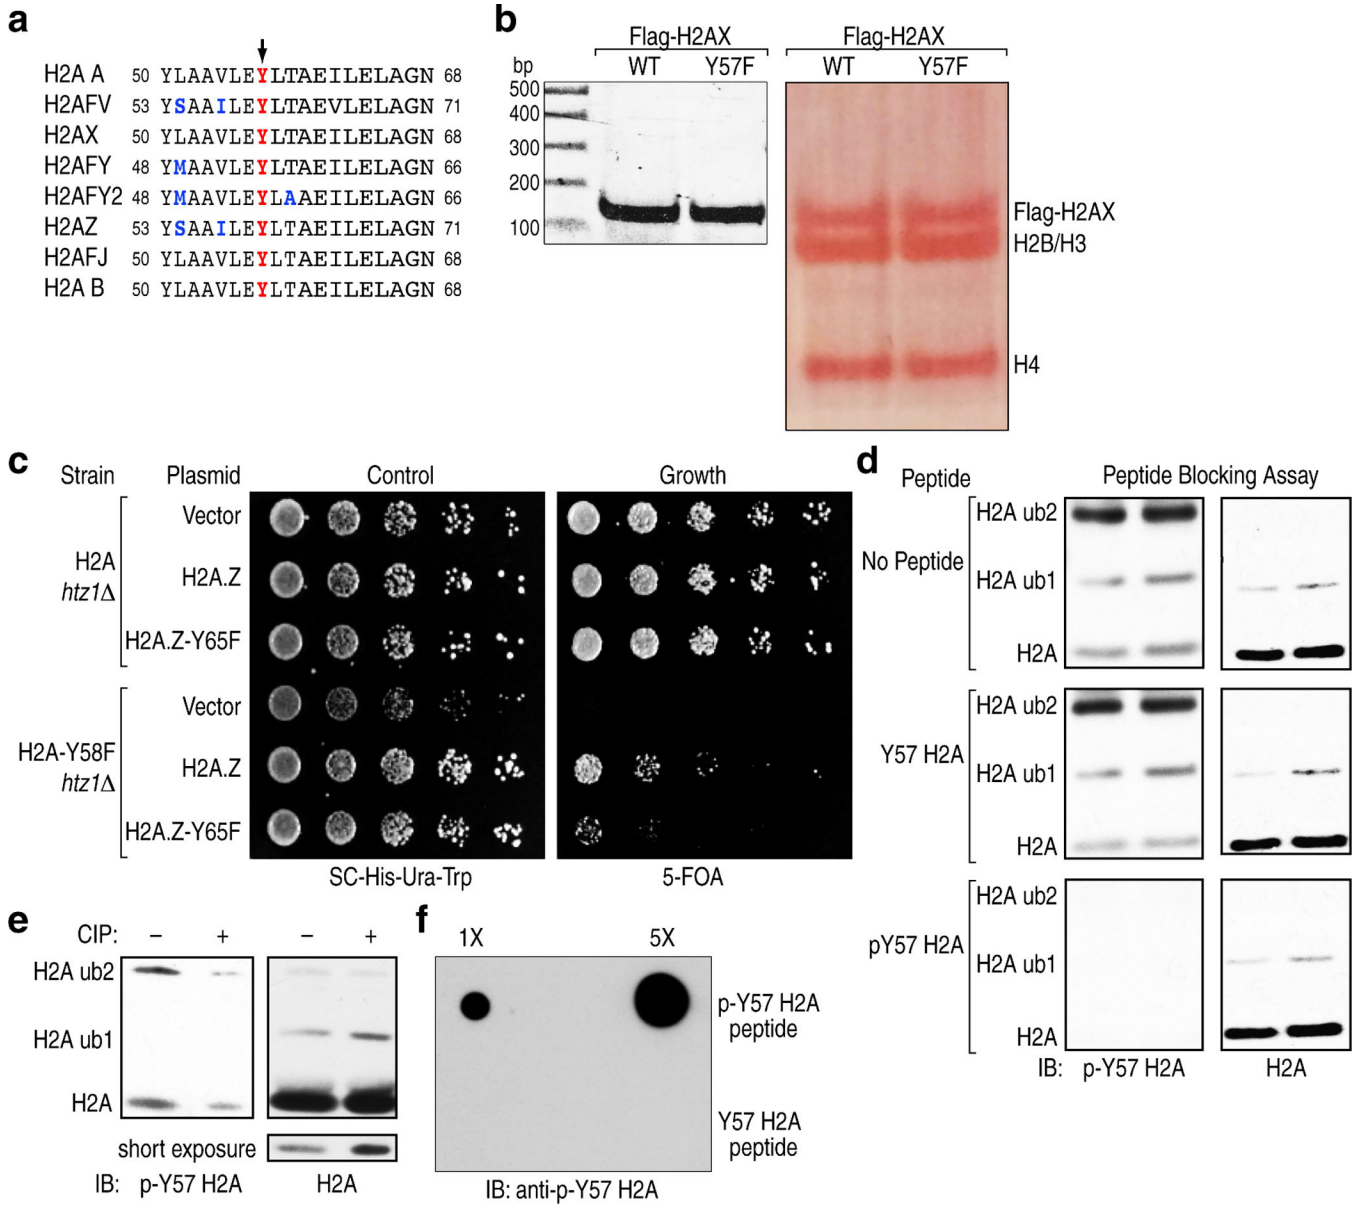 a
H2A A 50 YLAAVLEYLTAEILELAGN 68
H2AFV 53 YSAAILEYLTAEVLELAGN 71
H2AX 50 YLAAVLEYLTAEILELAGN 68
H2AFY 48 YMAAVLEYLTAEILELAGN 66
H2AFY2 48 YMAAVLEYLAAEILELAGN 66
H2AZ 53 YSAAILEYLTAEILELAGN 71
H2AFJ 50 YLAAVLEYLTAEILELAGN 68
H2A B 50 YLAAVLEYLTAEILELAGN 68
b
Flag-H2AX Flag-H2AX
bp WT Y57F WT Y57F
500
400
300
200
100
Flag-H2AX
H2B/H3
H4
c
Strain Plasmid Control Growth
H2A
htz1Δ
Vector
H2A.Z
H2A.Z-Y65F
H2A-Y58F
htz1Δ
Vector
H2A.Z
H2A.Z-Y65F
SC-His-Ura-Trp 5-FOA
d
Peptide Peptide Blocking Assay
No Peptide
H2A ub2
H2A ub1
H2A
Y57 H2A
H2A ub2
H2A ub1
H2A
pY57 H2A
H2A ub2
H2A ub1
H2A
IB: p-Y57 H2A H2A
e
CIP: – + – +
H2A ub2
H2A ub1
H2A
short exposure
IB: p-Y57 H2A H2A
f
1X 5X
p-Y57 H2A
peptide
Y57 H2A
peptide
IB: anti-p-Y57 H2A